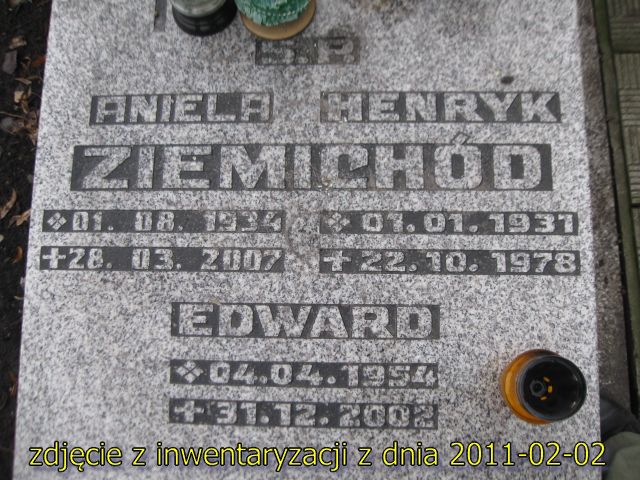 Ś.P.
ANIELA HENRYK
ZIEMICHÓD
01. 08. 1934 01.01.1931
+28. 03. 2007 +22.10.1978
EDWARD
04.04.1954
+31.12.2002
zdjęcie z inwentaryzacji z dnia 2011-02-02